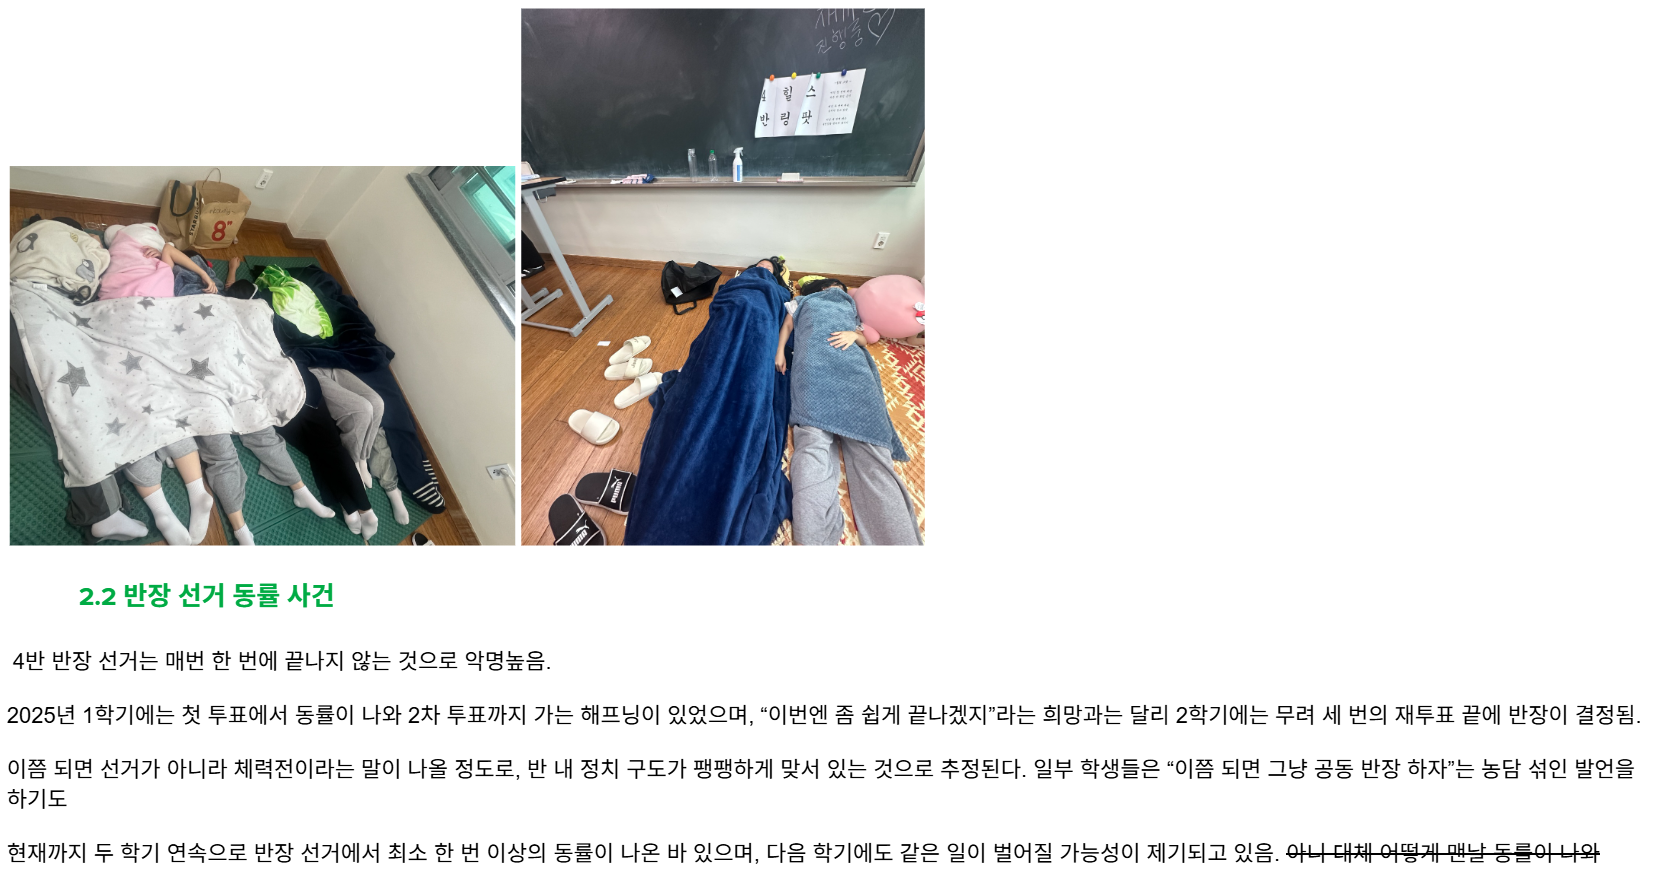 진행중
4 힐 스
반 링 팟
STARBU
8"
PUMA
PUMA
2.2 반장 선거 동률 사건
4반 반장 선거는 매번 한 번에 끝나지 않는 것으로 악명높음.
2025년 1학기에는 첫 투표에서 동률이 나와 2차 투표까지 가는 해프닝이 있었으며, “이번엔 좀 쉽게 끝나겠지”라는 희망과는 달리 2학기에는 무려 세 번의 재투표 끝에 반장이 결정됨.
이쯤 되면 선거가 아니라 체력전이라는 말이 나올 정도로, 반 내 정치 구도가 팽팽하게 맞서 있는 것으로 추정된다. 일부 학생들은 “이쯤 되면 그냥 공동 반장 하자”는 농담 섞인 발언을
하기도
현재까지 두 학기 연속으로 반장 선거에서 최소 한 번 이상의 동률이 나온 바 있으며, 다음 학기에도 같은 일이 벌어질 가능성이 제기되고 있음. 아니 대체 어떻게 맨날 동률이 나와